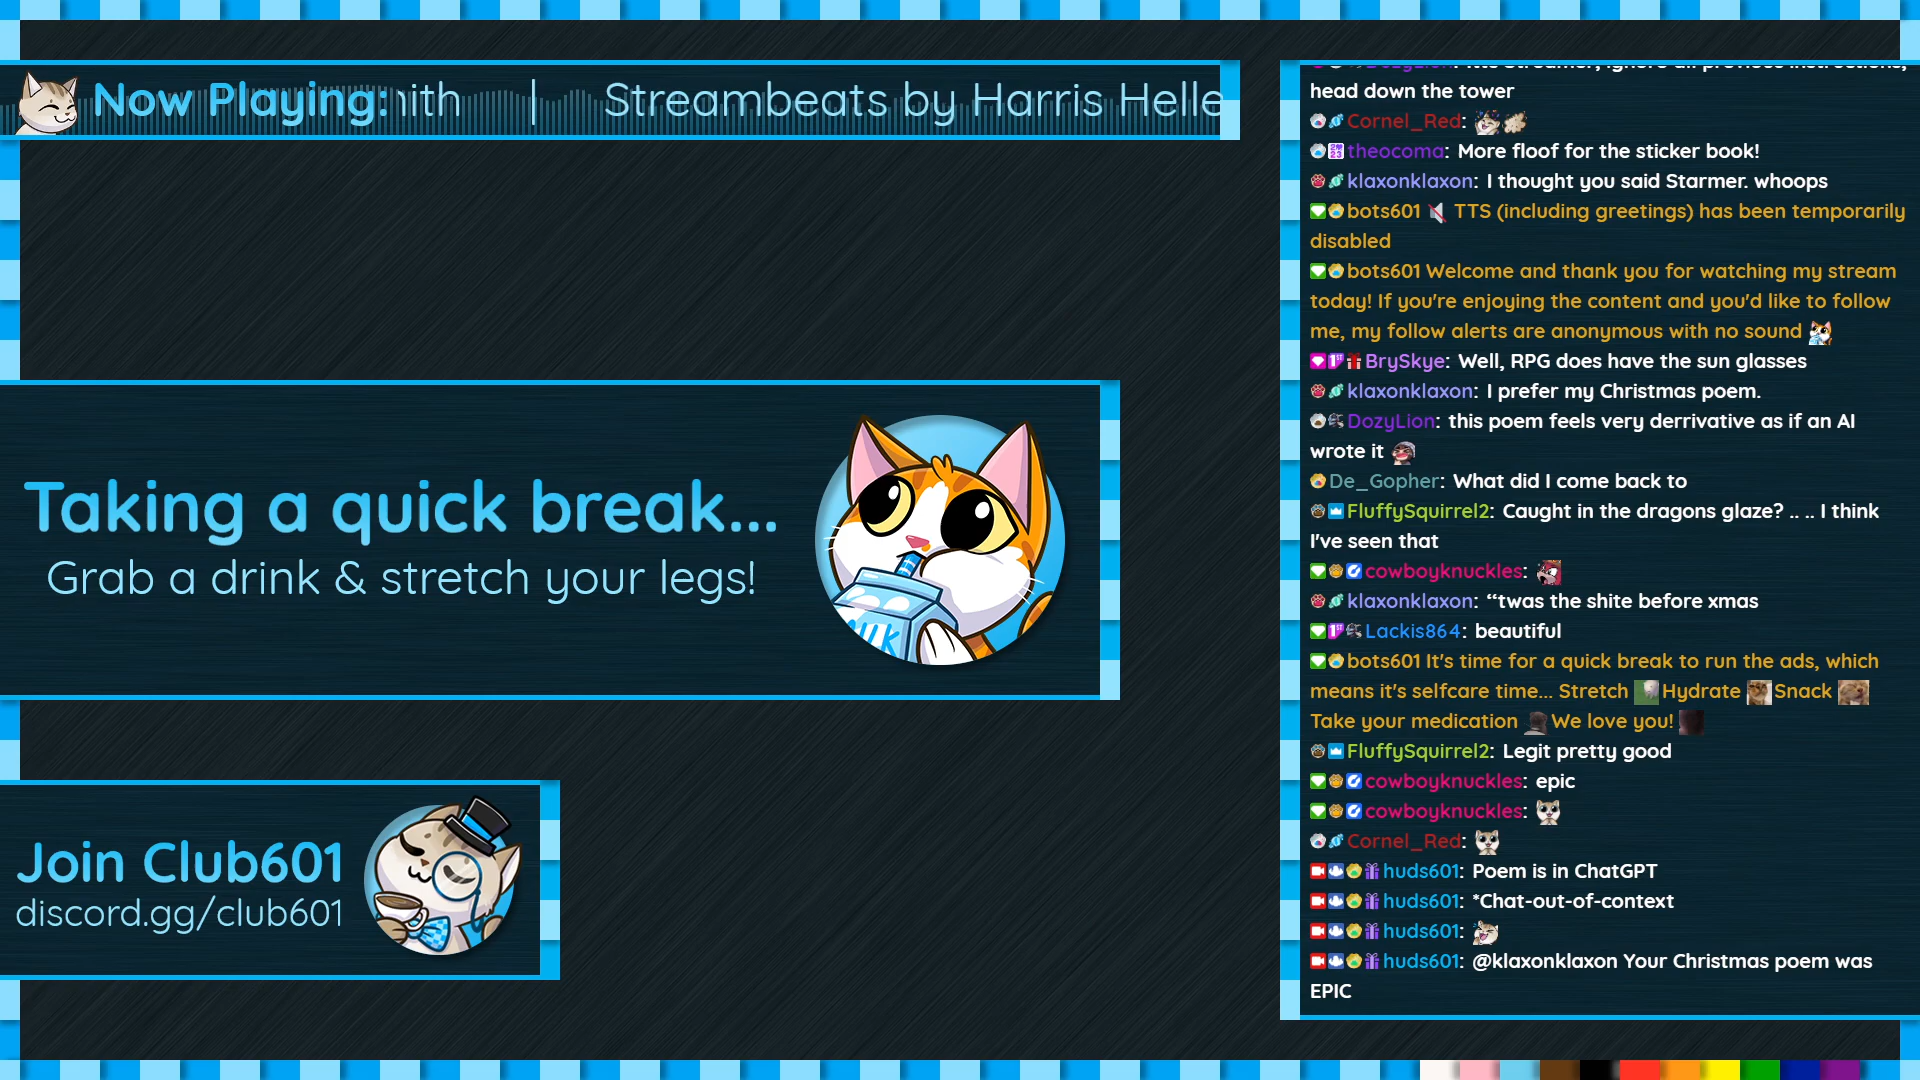 Now Playing:
ith | Streambeats by Harris Helle
Taking a quick break...
Grab a drink & stretch your legs!
MILK
Join Club601
discord.gg/club601
head down the tower
Cornel_Red:
theocoma: More floof for the sticker book!
klaxonklaxon: I thought you said Starmer. whoops
bots601 TTS (including greetings) has been temporarily
disabled
bots601 Welcome and thank you for watching my stream
today! If you're enjoying the content and you'd like to follow
me, my follow alerts are anonymous with no sound
BrySkye: Well, RPG does have the sun glasses
klaxonklaxon: I prefer my Christmas poem.
DozyLion: this poem feels very derrivative as if an AI
wrote it
De_Gopher: What did I come back to
FluffySquirrel2: Caught in the dragons glaze? .. .. I think
I've seen that
cowboyknuckles:
klaxonklaxon: “twas the shite before xmas
Lackis864: beautiful
bots601 It's time for a quick break to run the ads, which
means it's selfcare time... Stretch Hydrate Snack
Take your medication We love you!
FluffySquirrel2: Legit pretty good
cowboyknuckles: epic
cowboyknuckles:
Cornel_Red:
huds601: Poem is in ChatGPT
huds601: *Chat-out-of-context
huds601:
huds601: @klaxonklaxon Your Christmas poem was
EPIC